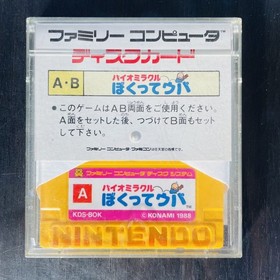 ファミリー コンピュータ™
ディスクカード
A・B
バイオミラクル
ぼくってウパ
●このゲームはAB両面をご使用ください。
A面をセットした後、つづけてB面もセット
して下さい。
ファミリー コンピュータ ディスク システム
A
バイオミラクル
ぼくってウパ
KDS-BOK
© KONAMI 1988
NINTENDO